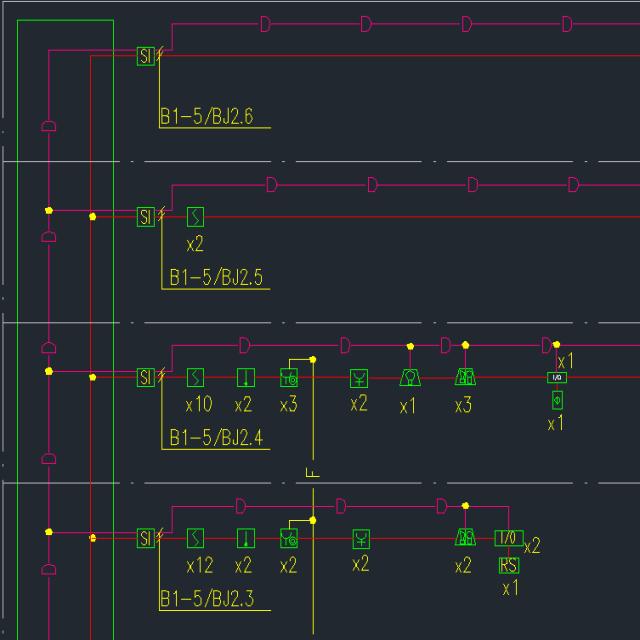 D D D D
SI
B1-5/BJ2.6
D
D D D D
SI
x2
B1-5/BJ2.5
D
D D D D
x1
SI
I/O
x10 x2 x3 x2 x1 x3
x1
B1-5/BJ2.4
D
F
D D D
SI
I/O
x12 x2 x2 x2 x2 x2
RS
x1
B1-5/BJ2.3